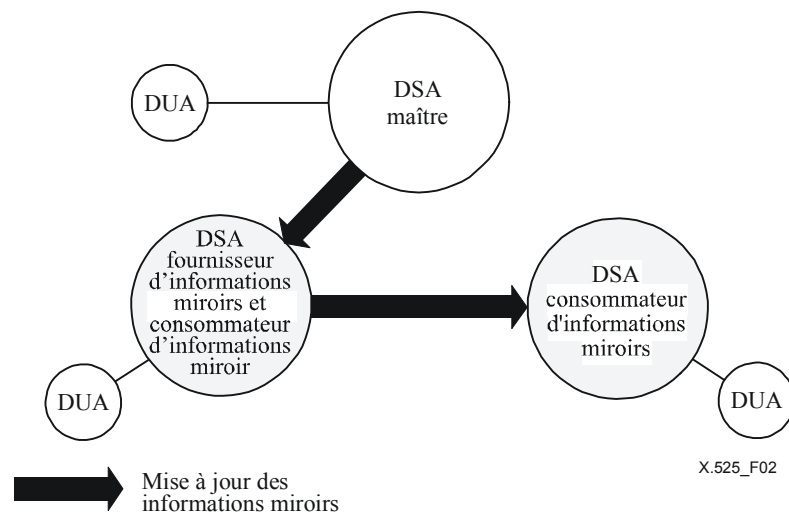 DUA
DSA
maître
DSA
fournisseur
d'informations
miroirs et
consommateur
d'informations
miroir
DSA
consommateur
d'informations
miroirs
DUA
DUA
X.525_F02
Mise à jour des
informations miroirs